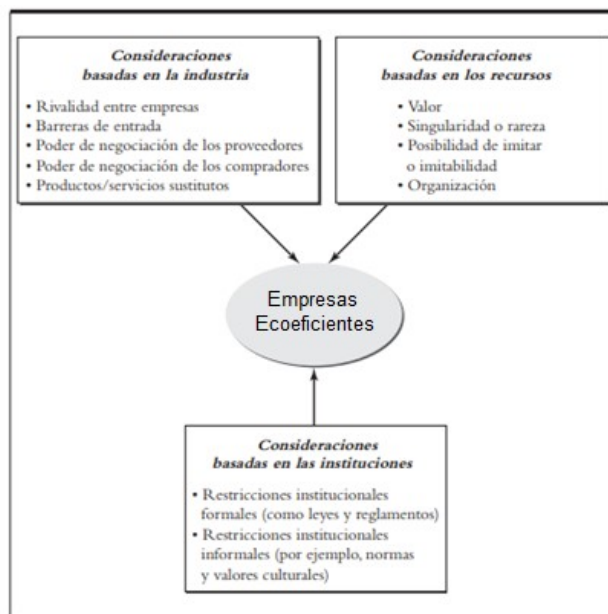 Consideraciones
basadas en la industria
• Rivalidad entre empresas
• Barreras de entrada
• Poder de negociación de los proveedores
• Poder de negociación de los compradores
• Productos/servicios sustitutos
Consideraciones
basadas en los recursos
• Valor
• Singularidad o rareza
• Posibilidad de imitar
o imitabilidad
• Organización
Empresas
Ecoeficientes
Consideraciones
basadas en las instituciones
• Restricciones institucionales
formales (como leyes y reglamentos)
• Restricciones institucionales
informales (por ejemplo, normas
y valores culturales)